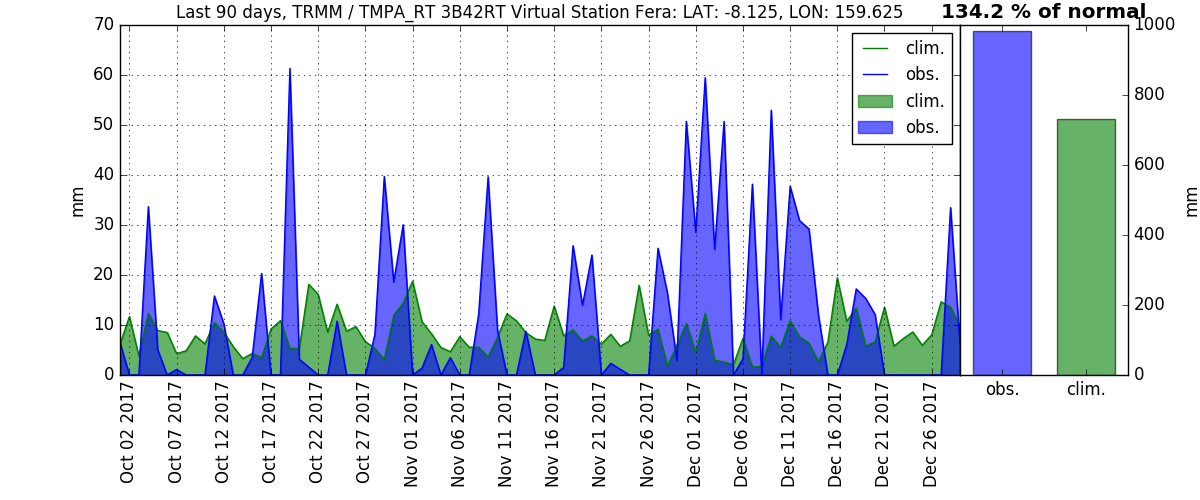 Last 90 days, TRMM / TMPA_RT 3B42RT Virtual Station Fera: LAT: -8.125, LON: 159.625
134.2 % of normal
70
60
50
40
30
20
10
0
mm
clim.
obs.
clim.
obs.
1000
800
600
400
200
0
mm
Oct 02 2017
Oct 07 2017
Oct 12 2017
Oct 17 2017
Oct 22 2017
Oct 27 2017
Nov 01 2017
Nov 06 2017
Nov 11 2017
Nov 16 2017
Nov 21 2017
Nov 26 2017
Dec 01 2017
Dec 06 2017
Dec 11 2017
Dec 16 2017
Dec 21 2017
Dec 26 2017
obs.
clim.